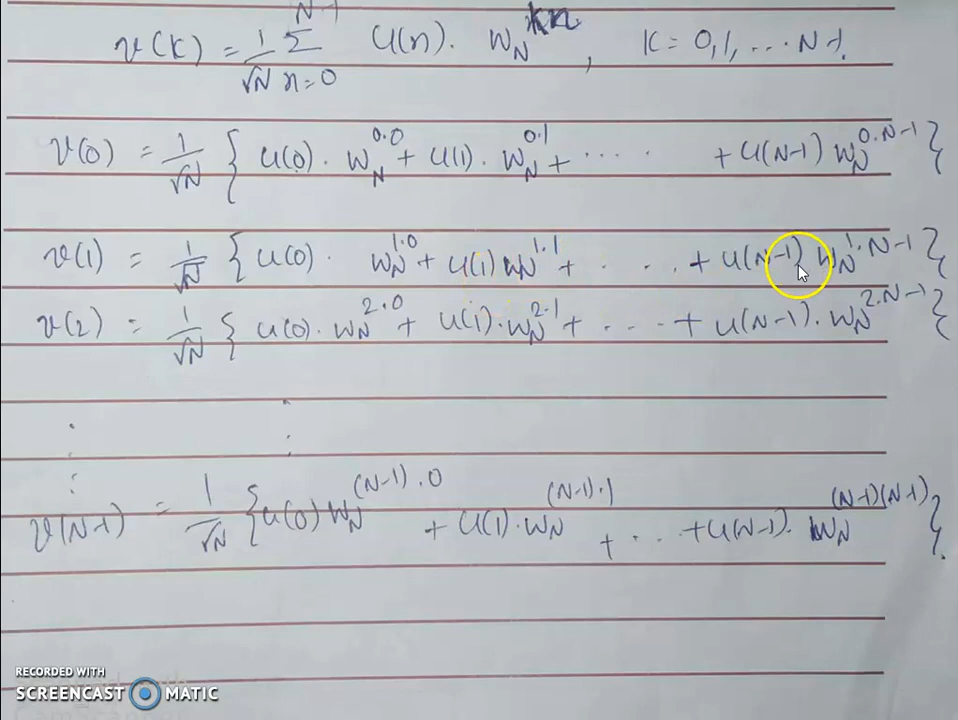 v(k) = 1/√N Σ_{n=0}^{N-1} U(n). W_N^{kn}, K = 0,1,...N-1.
v(0) = 1/√N { U(0). W_N^{0.0} + U(1). W_N^{0.1} + ..... + U(N-1) W_N^{0.N-1} }
v(1) = 1/√N { U(0). W_N^{1.0} + U(1) W_N^{1.1} + .... + U(N-1) W_N^{1.N-1} }
v(2) = 1/√N { U(0). W_N^{2.0} + U(1). W_N^{2.1} + .... + U(N-1). W_N^{2.N-1} }
v(N-1) = 1/√N { U(0) W_N^{(N-1).0} + U(1). W_N^{(N-1).1} + ... + U(N-1). W_N^{(N-1)(N-1)} }.
RECORDED WITH
SCREENCAST MATIC